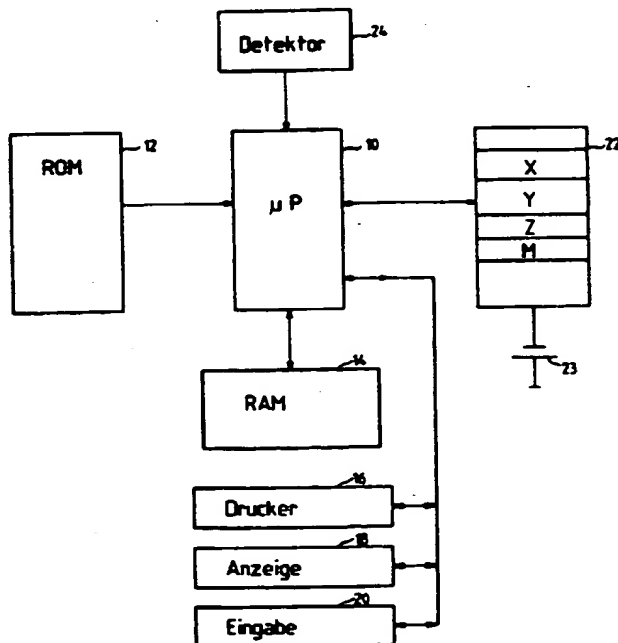 24
Detektor
12
ROM
10
µP
22
X
Y
Z
M
23
14
RAM
16
Drucker
18
Anzeige
20
Eingabe